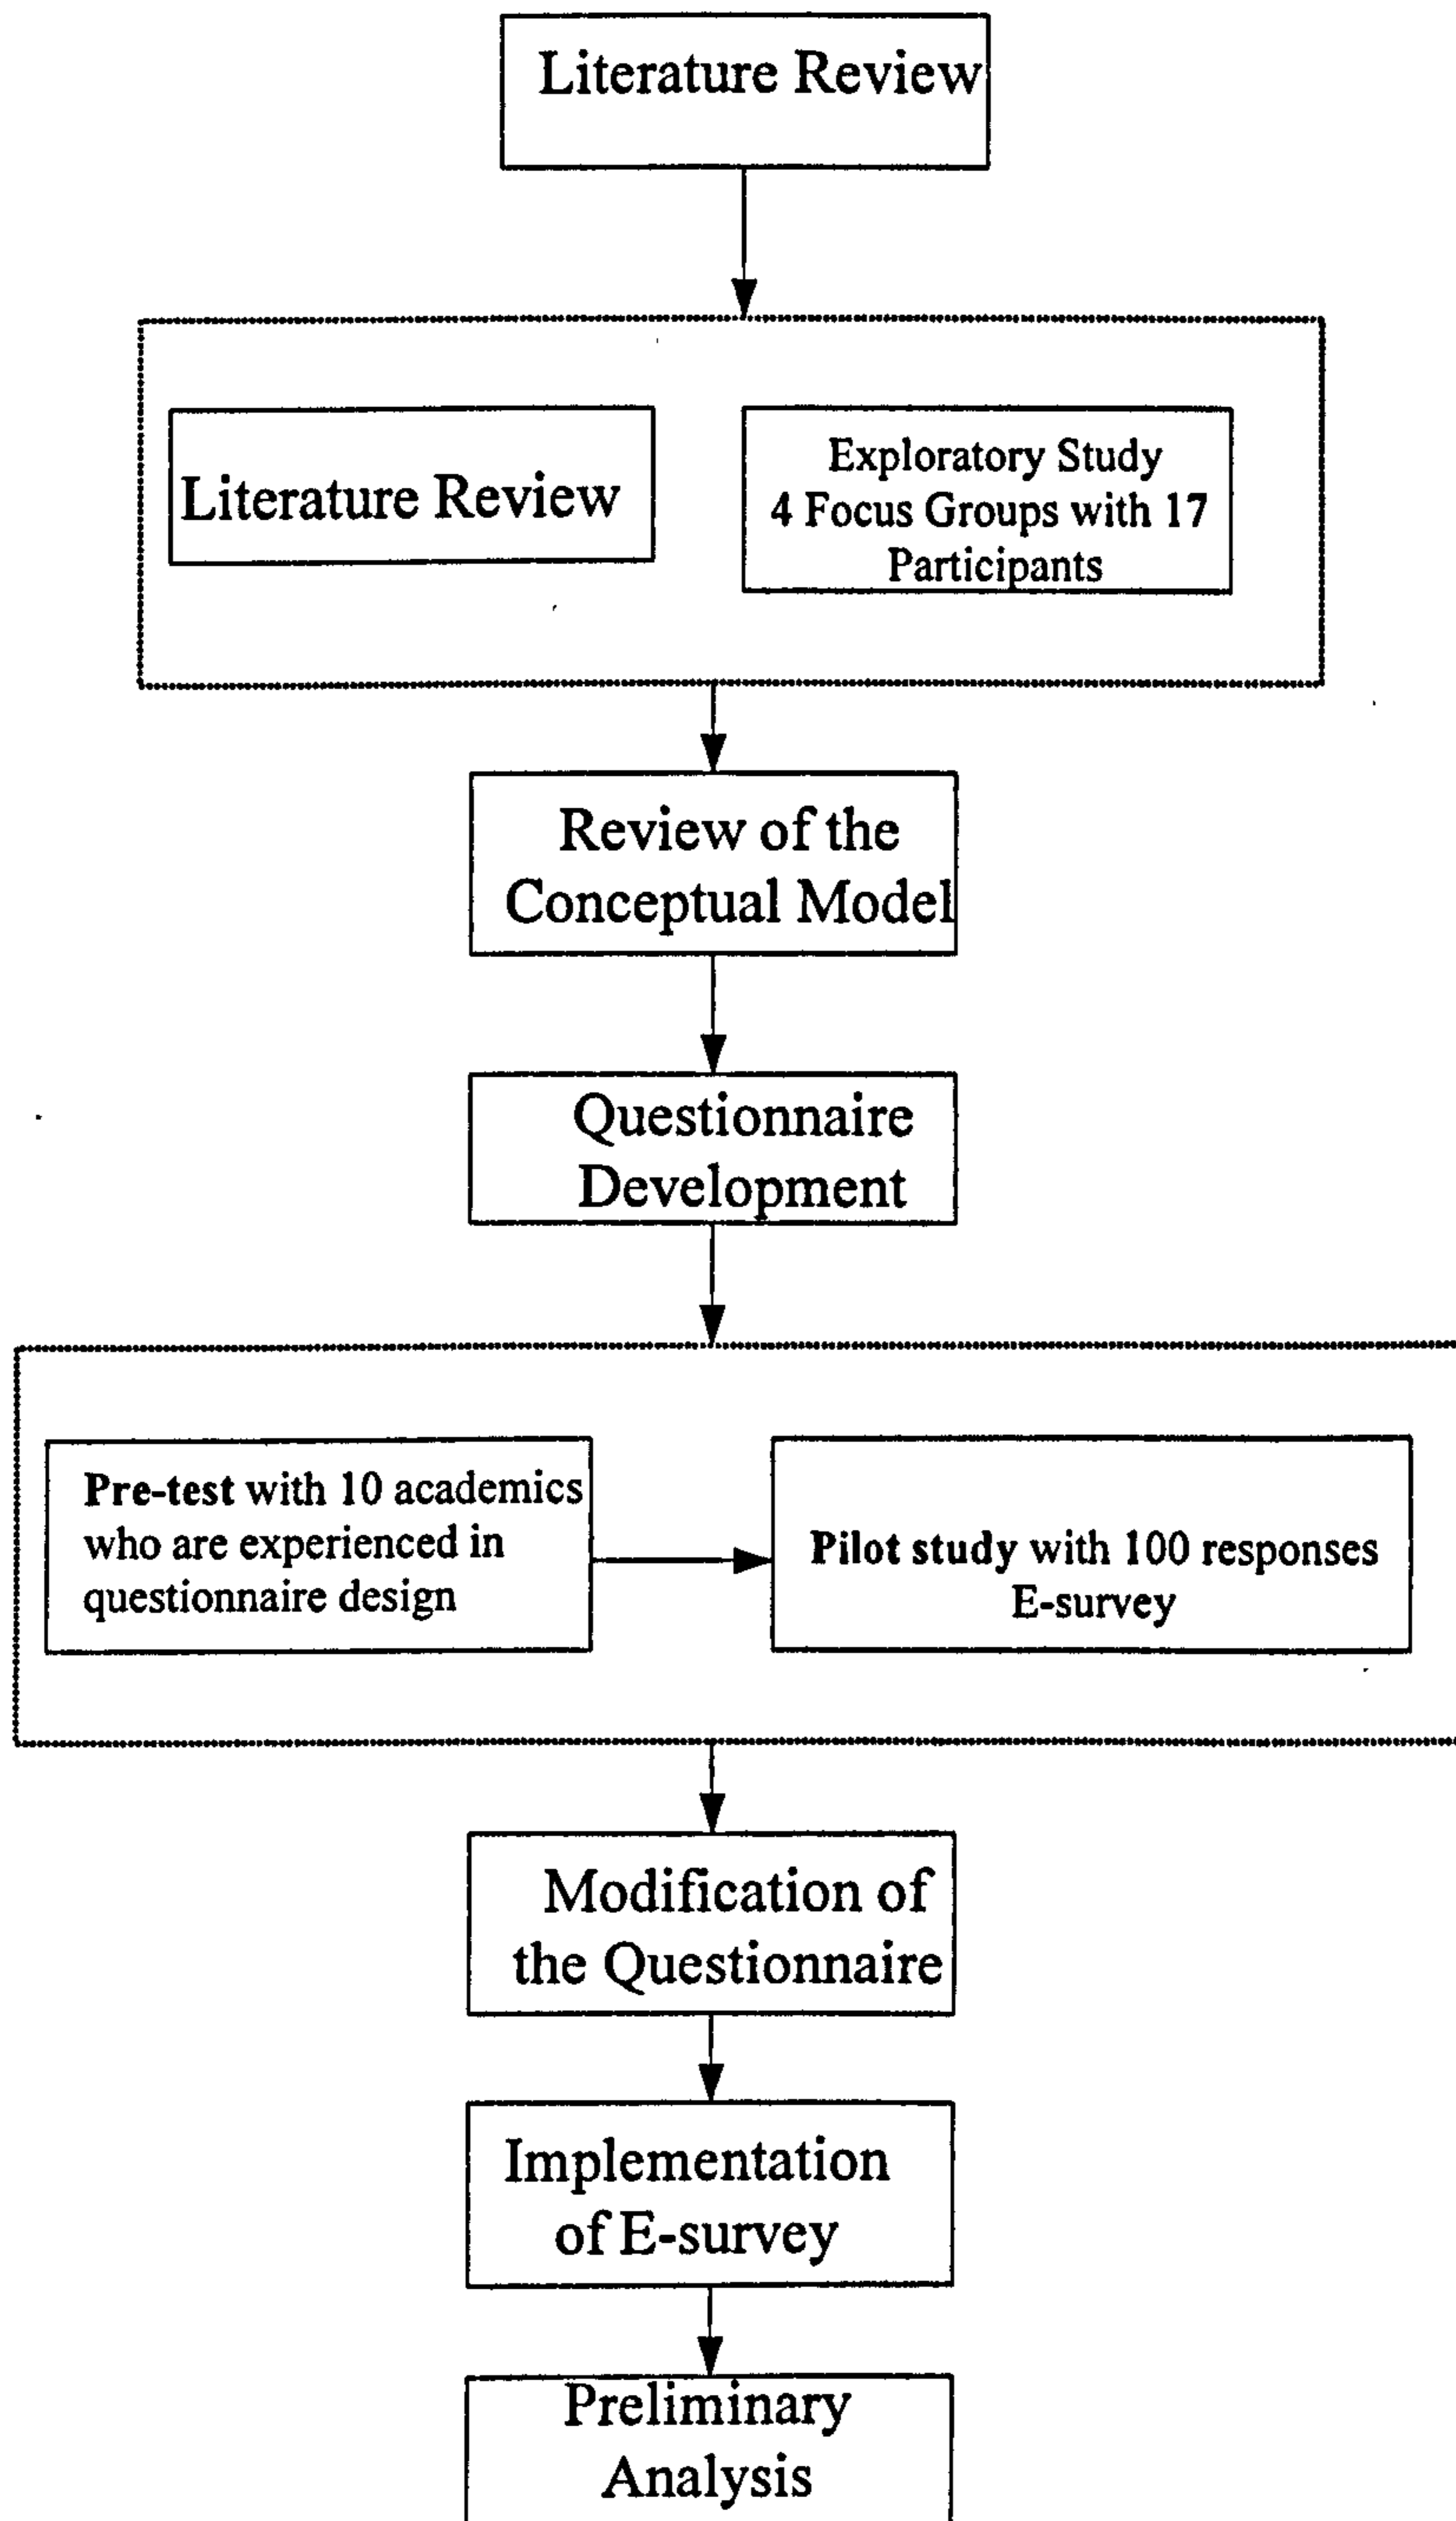 Literature Review
Literature Review
Exploratory Study
4 Focus Groups with 17
Participants
Review of the
Conceptual Model
Questionnaire
Development
Pre-test with 10 academics
who are experienced in
questionnaire design
Pilot study with 100 responses
E-survey
Modification of
the Questionnaire
Implementation
of E-survey
Preliminary
Analysis